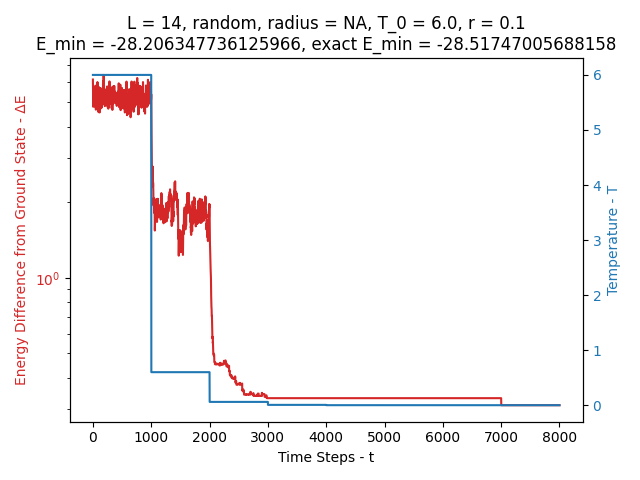 L = 14, random, radius = NA, T_0 = 6.0, r = 0.1
E_min = -28.206347736125966, exact E_min = -28.51747005688158
Energy Difference from Ground State - ΔE
10^0
Temperature - T
6
5
4
3
2
1
0
0 1000 2000 3000 4000 5000 6000 7000 8000
Time Steps - t